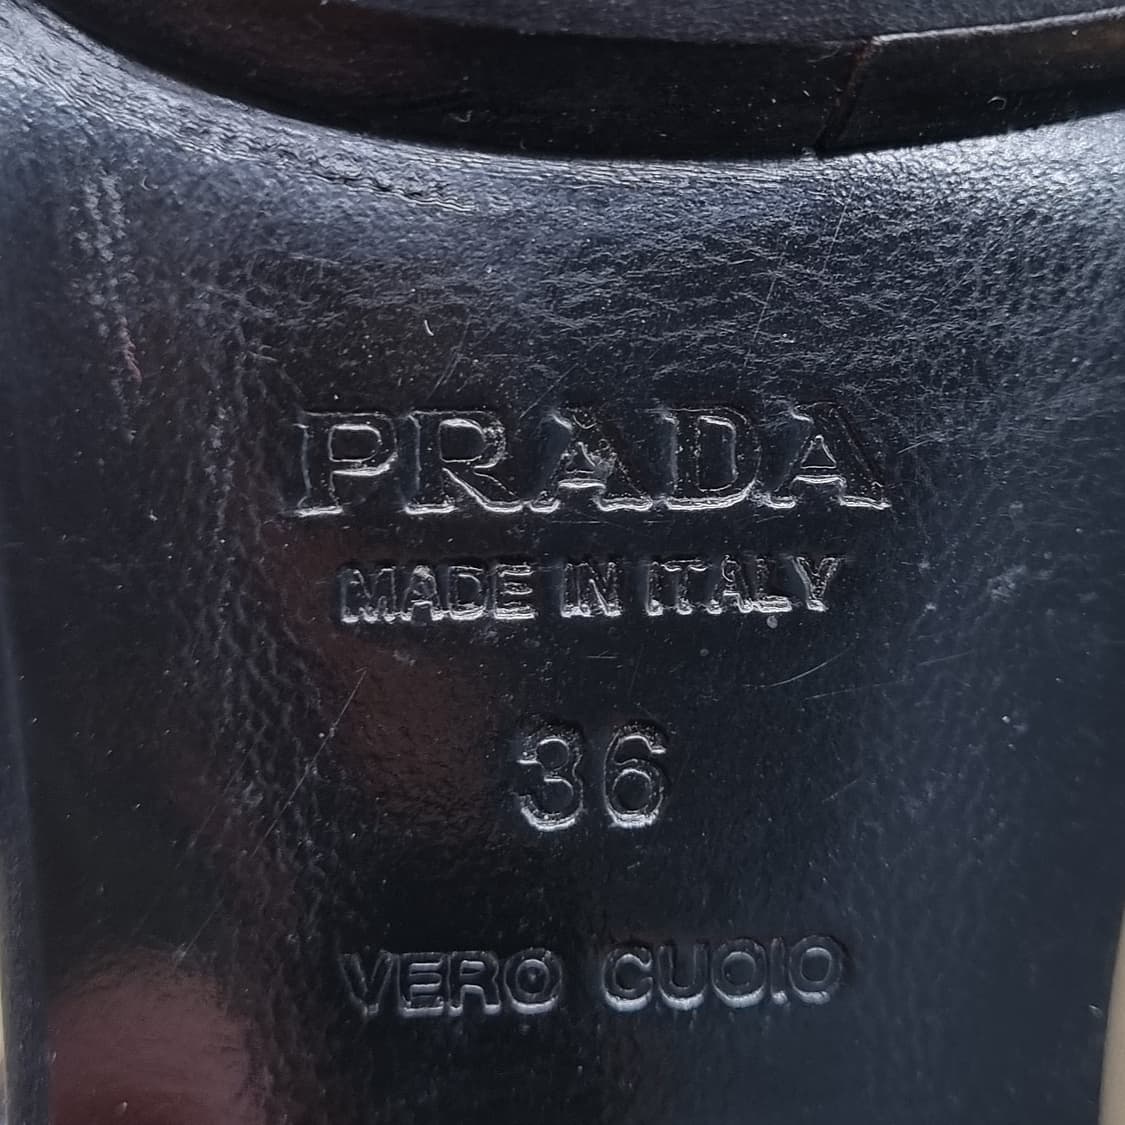 PRADA
MADE IN ITALY
36
VERO CUOIO